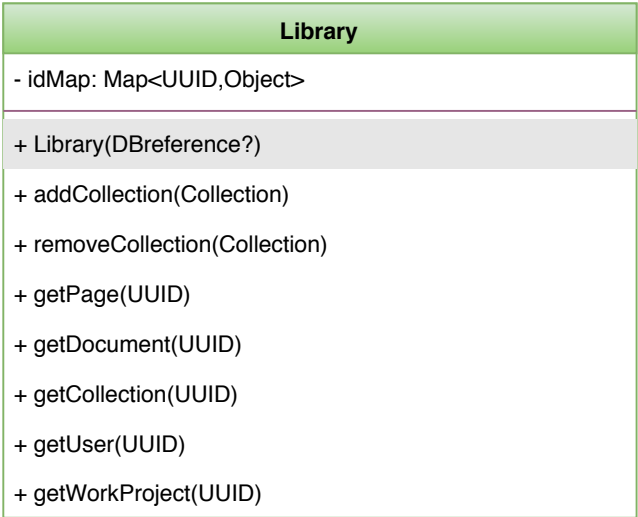 Library
- idMap: Map<UUID,Object>
+ Library(DBreference?)
+ addCollection(Collection)
+ removeCollection(Collection)
+ getPage(UUID)
+ getDocument(UUID)
+ getCollection(UUID)
+ getUser(UUID)
+ getWorkProject(UUID)